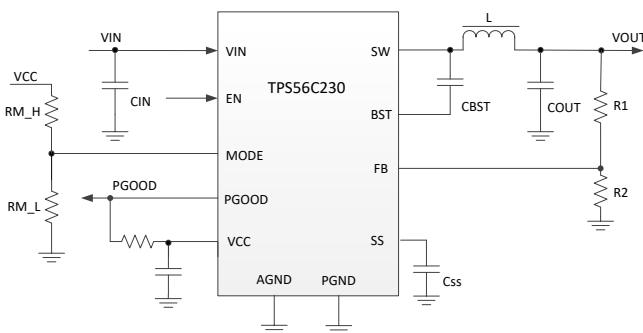 VIN
VIN
SW
L
VOUT
TPS56C230
VCC
CIN
CBST
COUT
R1
RM_H
EN
BST
MODE
FB
PGOOD
PGOOD
R2
RM_L
VCC
SS
Css
AGND
PGND